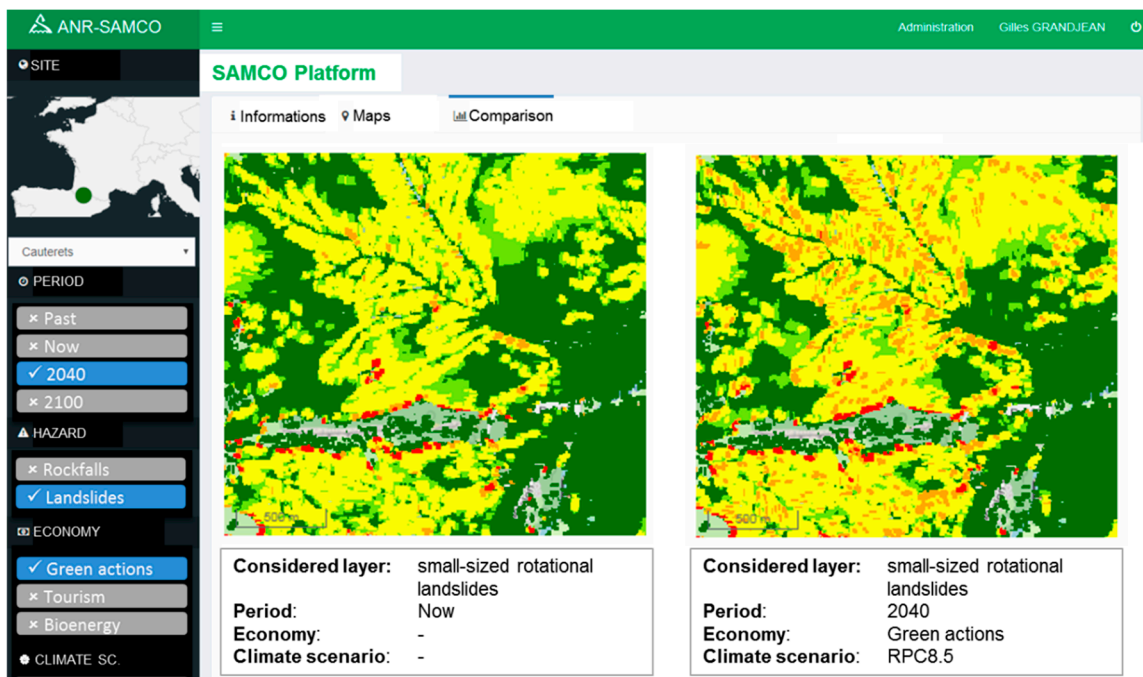 ANR-SAMCO
Administration
Gilles GRANDJEAN
SITE
SAMCO Platform
Informations
Maps
Comparison
Cauterets
PERIOD
Past
Now
2040
2100
HAZARD
Rockfalls
Landslides
ECONOMY
Green actions
Tourism
Bioenergy
CLIMATE SC.
500 m
Considered layer: small-sized rotational
landslides
Period: Now
Economy: -
Climate scenario: -
500 m
Considered layer: small-sized rotational
landslides
Period: 2040
Economy: Green actions
Climate scenario: RPC8.5